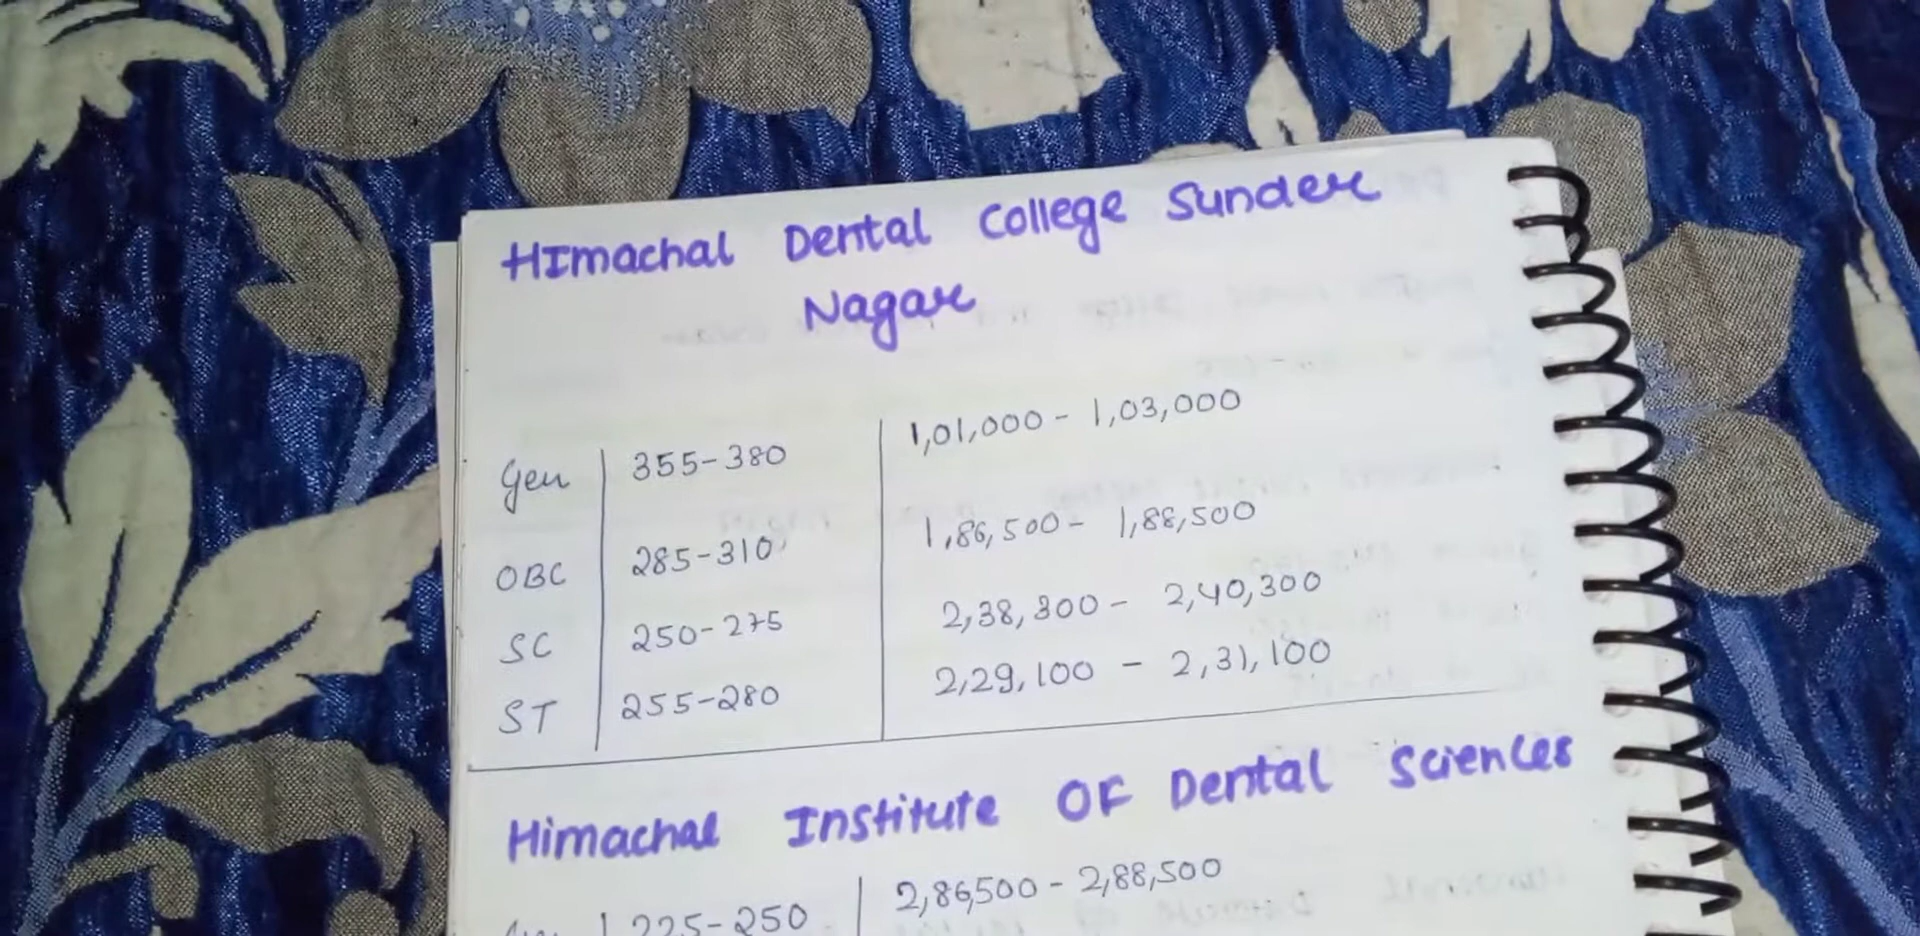 HImachal Dental College Sunder
Nagar
Gen 355-380 1,01,000 - 1,03,000
OBC 285-310 1,86,500 - 1,88,500
SC 250-275 2,38,300 - 2,40,300
ST 255-280 2,29,100 - 2,31,100
Himachal Institute OF Dental Sciences
225-250 2,86,500 - 2,88,500